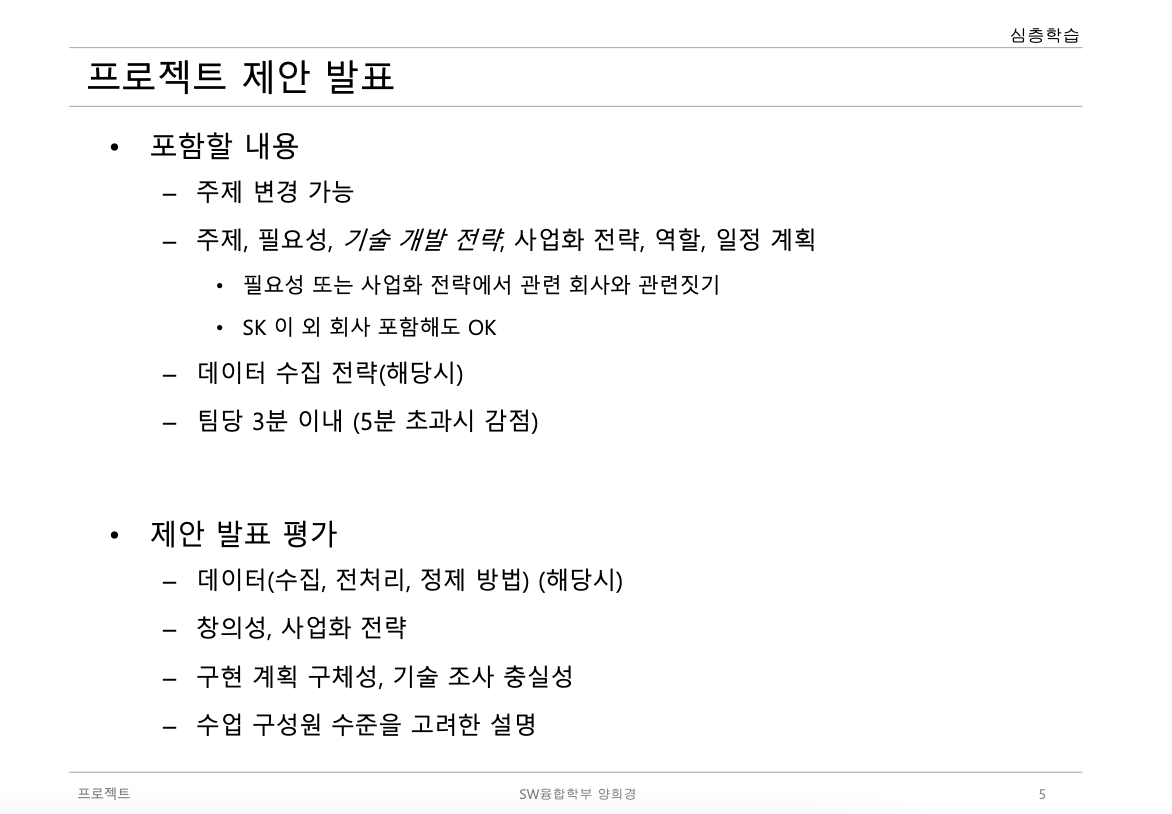 심층학습
프로젝트 제안 발표
• 포함할 내용
– 주제 변경 가능
– 주제, 필요성, 기술 개발 전략, 사업화 전략, 역할, 일정 계획
• 필요성 또는 사업화 전략에서 관련 회사와 관련짓기
• SK 이 외 회사 포함해도 OK
– 데이터 수집 전략(해당시)
– 팀당 3분 이내 (5분 초과시 감점)
• 제안 발표 평가
– 데이터(수집, 전처리, 정제 방법) (해당시)
– 창의성, 사업화 전략
– 구현 계획 구체성, 기술 조사 충실성
– 수업 구성원 수준을 고려한 설명
프로젝트 SW융합학부 양희경 5